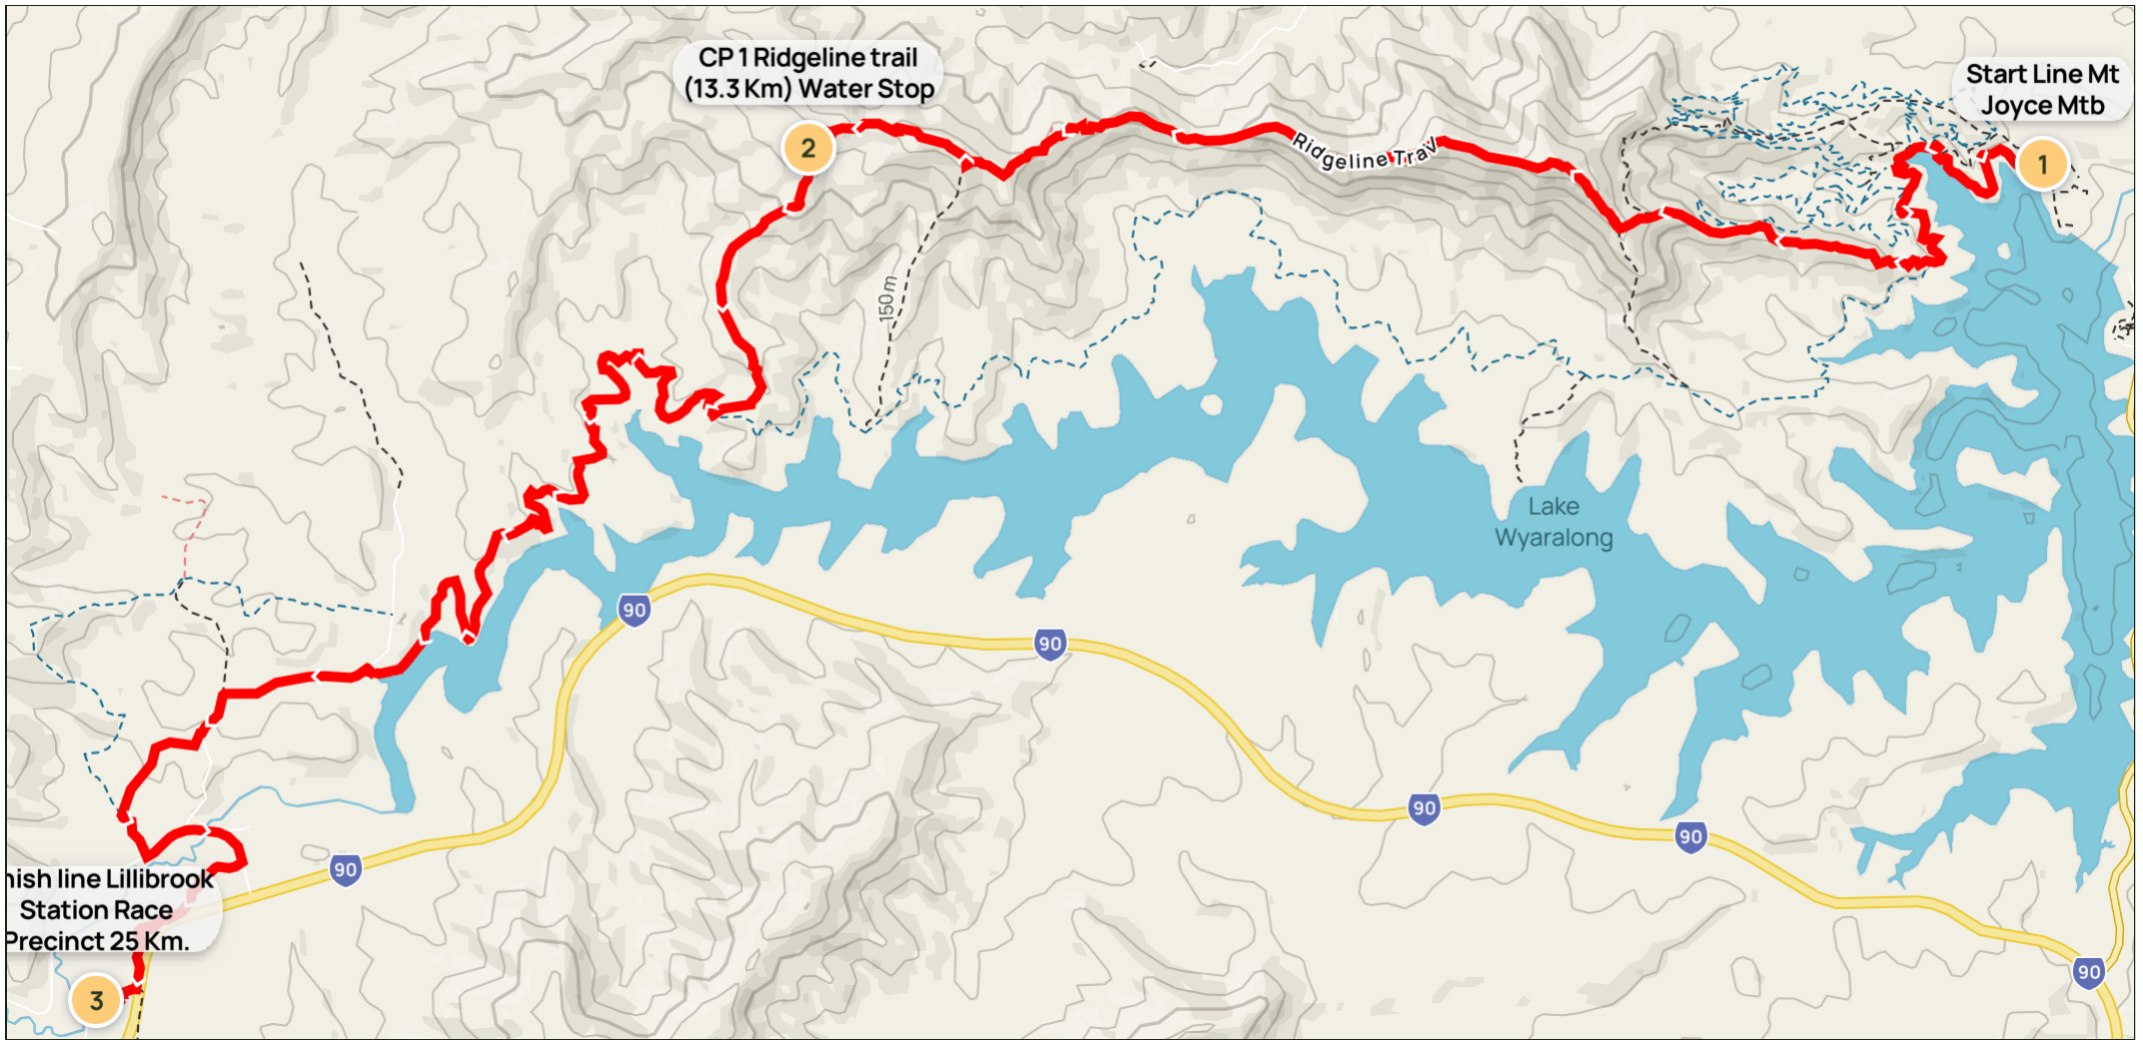 CP 1 Ridgeline trail
(13.3 Km) Water Stop
Start Line Mt
Joyce Mtb
2
1
Ridgeline Trail
150 m
Lake
Wyaralong
90
90
90
90
90
90
nish line Lillibrook
Station Race
Precinct 25 Km.
3